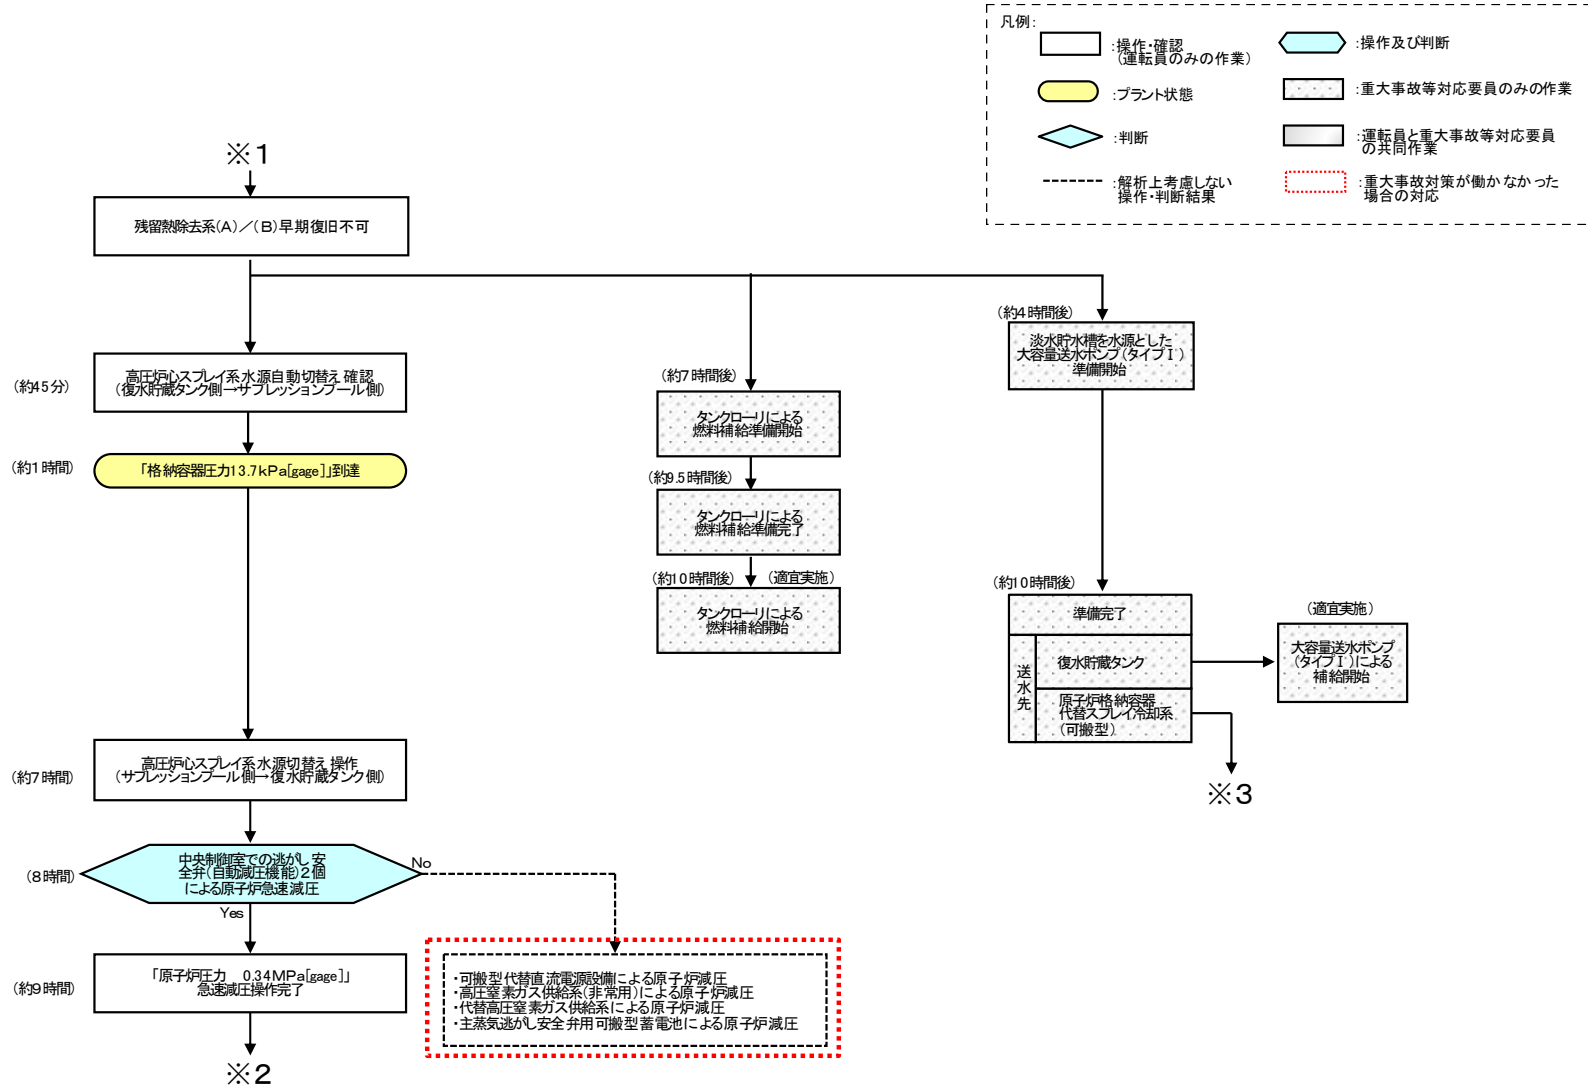 凡例:
:操作・確認
(運転員のみの作業)
:操作及び判断
:プラント状態
:重大事故等対応要員のみの作業
:判断
:運転員と重大事故等対応要員
の共同作業
:解析上考慮しない
操作・判断結果
:重大事故対策が働かなかった
場合の対応
※1
残留熱除去系(A)/(B)早期復旧不可
(約45分)
高圧炉心スプレイ系水源自動切替え確認
(復水貯蔵タンク側→サプレッションプール側)
(約1時間)
「格納容器圧力13.7kPa[gage]」到達
(約7時間)
高圧炉心スプレイ系水源切替え操作
(サプレッションプール側→復水貯蔵タンク側)
(8時間)
中央制御室での逃がし安
全弁(自動減圧機能)2個
による原子炉急速減圧
No
Yes
(約9時間)
「原子炉圧力 0.34MPa[gage]」
急速減圧操作完了
※2
・可搬型代替直流電源設備による原子炉減圧
・高圧窒素ガス供給系(非常用)による原子炉減圧
・代替高圧窒素ガス供給系による原子炉減圧
・主蒸気逃がし安全弁用可搬型蓄電池による原子炉減圧
(約7時間後)
タンクローリによる
燃料補給準備開始
(約9.5時間後)
タンクローリによる
燃料補給準備完了
(約10時間後)
(適宜実施)
タンクローリによる
燃料補給開始
(約4時間後)
淡水貯水槽を水源とした
大容量送水ポンプ(タイプⅠ)
準備開始
(約10時間後)
準備完了
送水先
復水貯蔵タンク
原子炉格納容器
代替スプレイ冷却系
(可搬型)
(適宜実施)
大容量送水ポンプ
(タイプⅠ)による
補給開始
※3